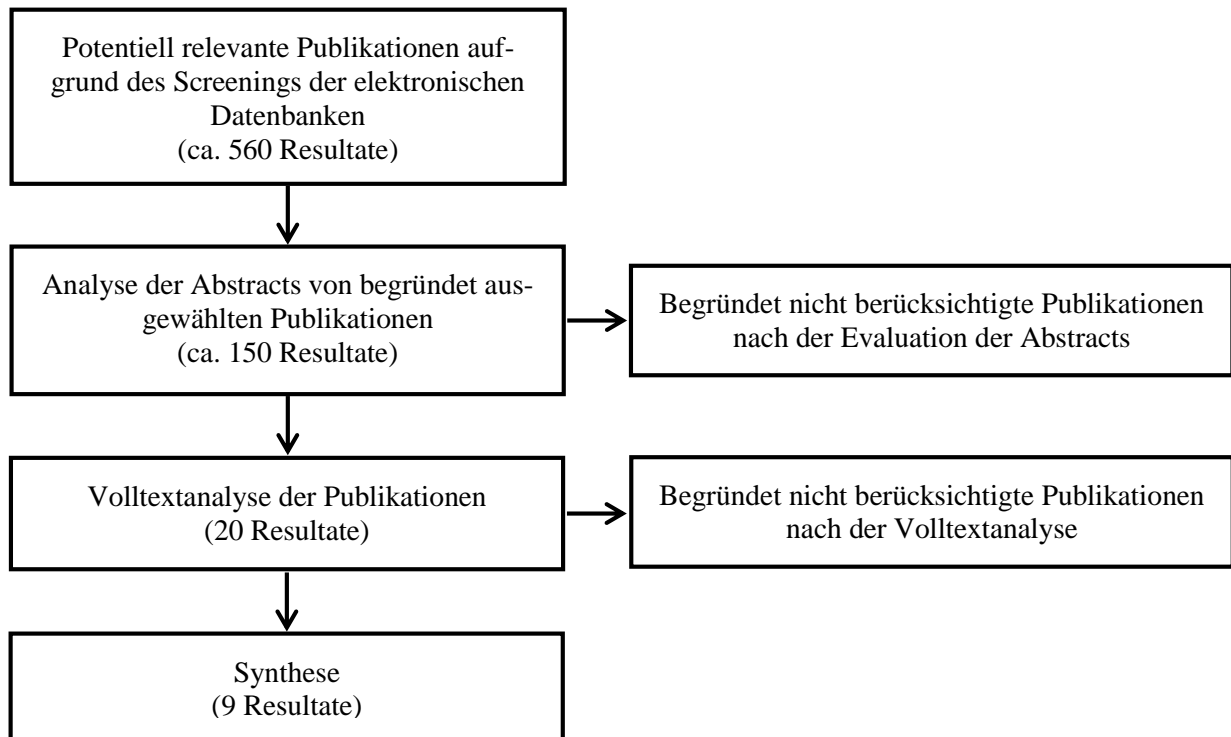 Potentiell relevante Publikationen auf-
grund des Screenings der elektronischen
Datenbanken
(ca. 560 Resultate)
Analyse der Abstracts von begründet aus-
gewählten Publikationen
(ca. 150 Resultate)
Begründet nicht berücksichtigte Publikationen
nach der Evaluation der Abstracts
Volltextanalyse der Publikationen
(20 Resultate)
Begründet nicht berücksichtigte Publikationen
nach der Volltextanalyse
Synthese
(9 Resultate)